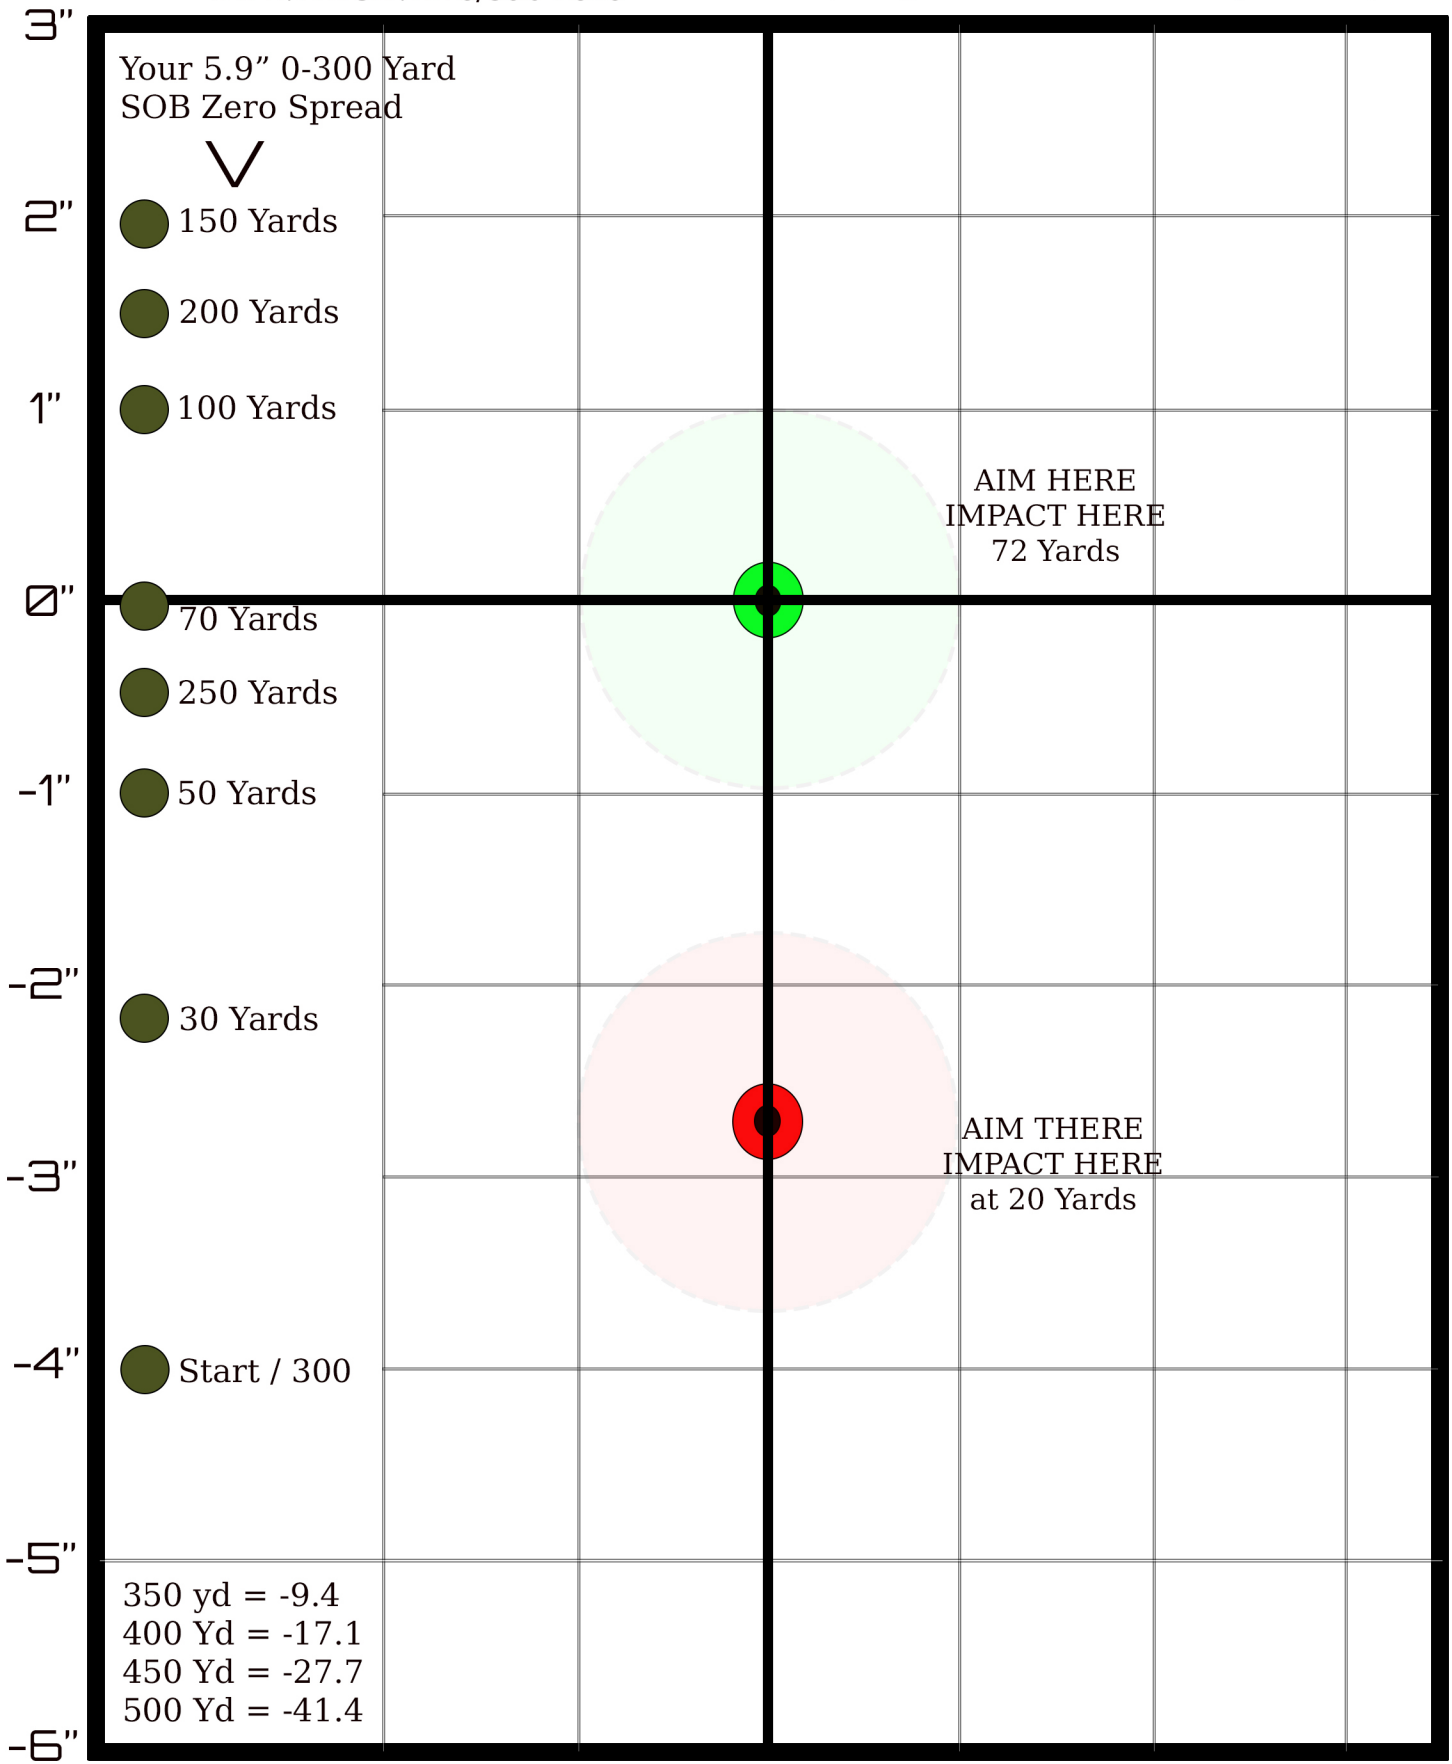 3”
Your 5.9” 0-300 Yard
SOB Zero Spread
2”
150 Yards
200 Yards
1”
100 Yards
AIM HERE
IMPACT HERE
72 Yards
0”
70 Yards
250 Yards
-1”
50 Yards
-2”
30 Yards
AIM THERE
IMPACT HERE
at 20 Yards
-3”
-4”
Start / 300
-5”
350 yd = -9.4
400 Yd = -17.1
450 Yd = -27.7
500 Yd = -41.4
-6”